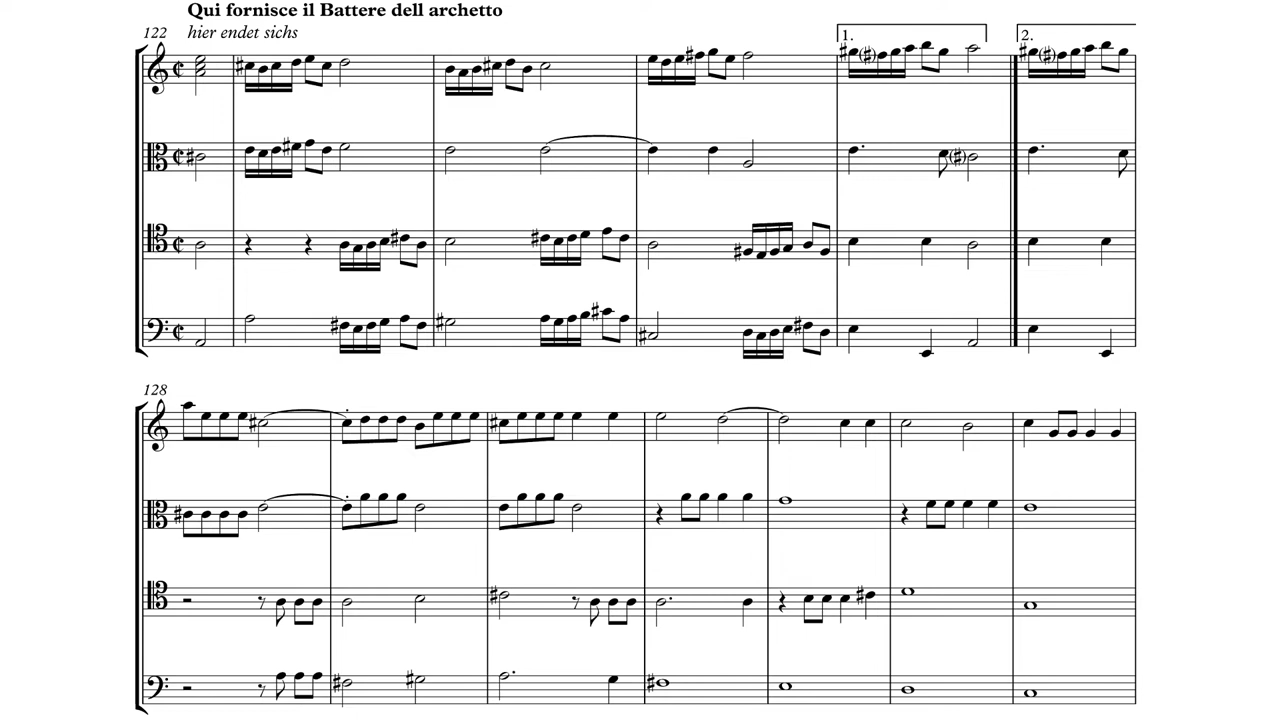 Qui fornisce il Battere dell archetto
122 hier endet sichs
1. 2.
128